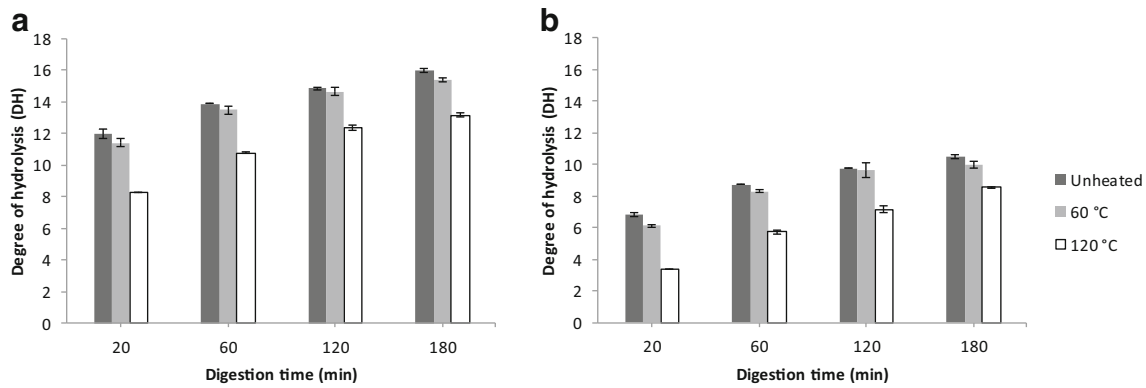 a
Degree of hydrolysis (DH)
18
16
14
12
10
8
6
4
2
0
20 60 120 180
Digestion time (min)
b
Degree of hydrolysis (DH)
18
16
14
12
10
8
6
4
2
0
20 60 120 180
Digestion time (min)
Unheated
60 °C
120 °C